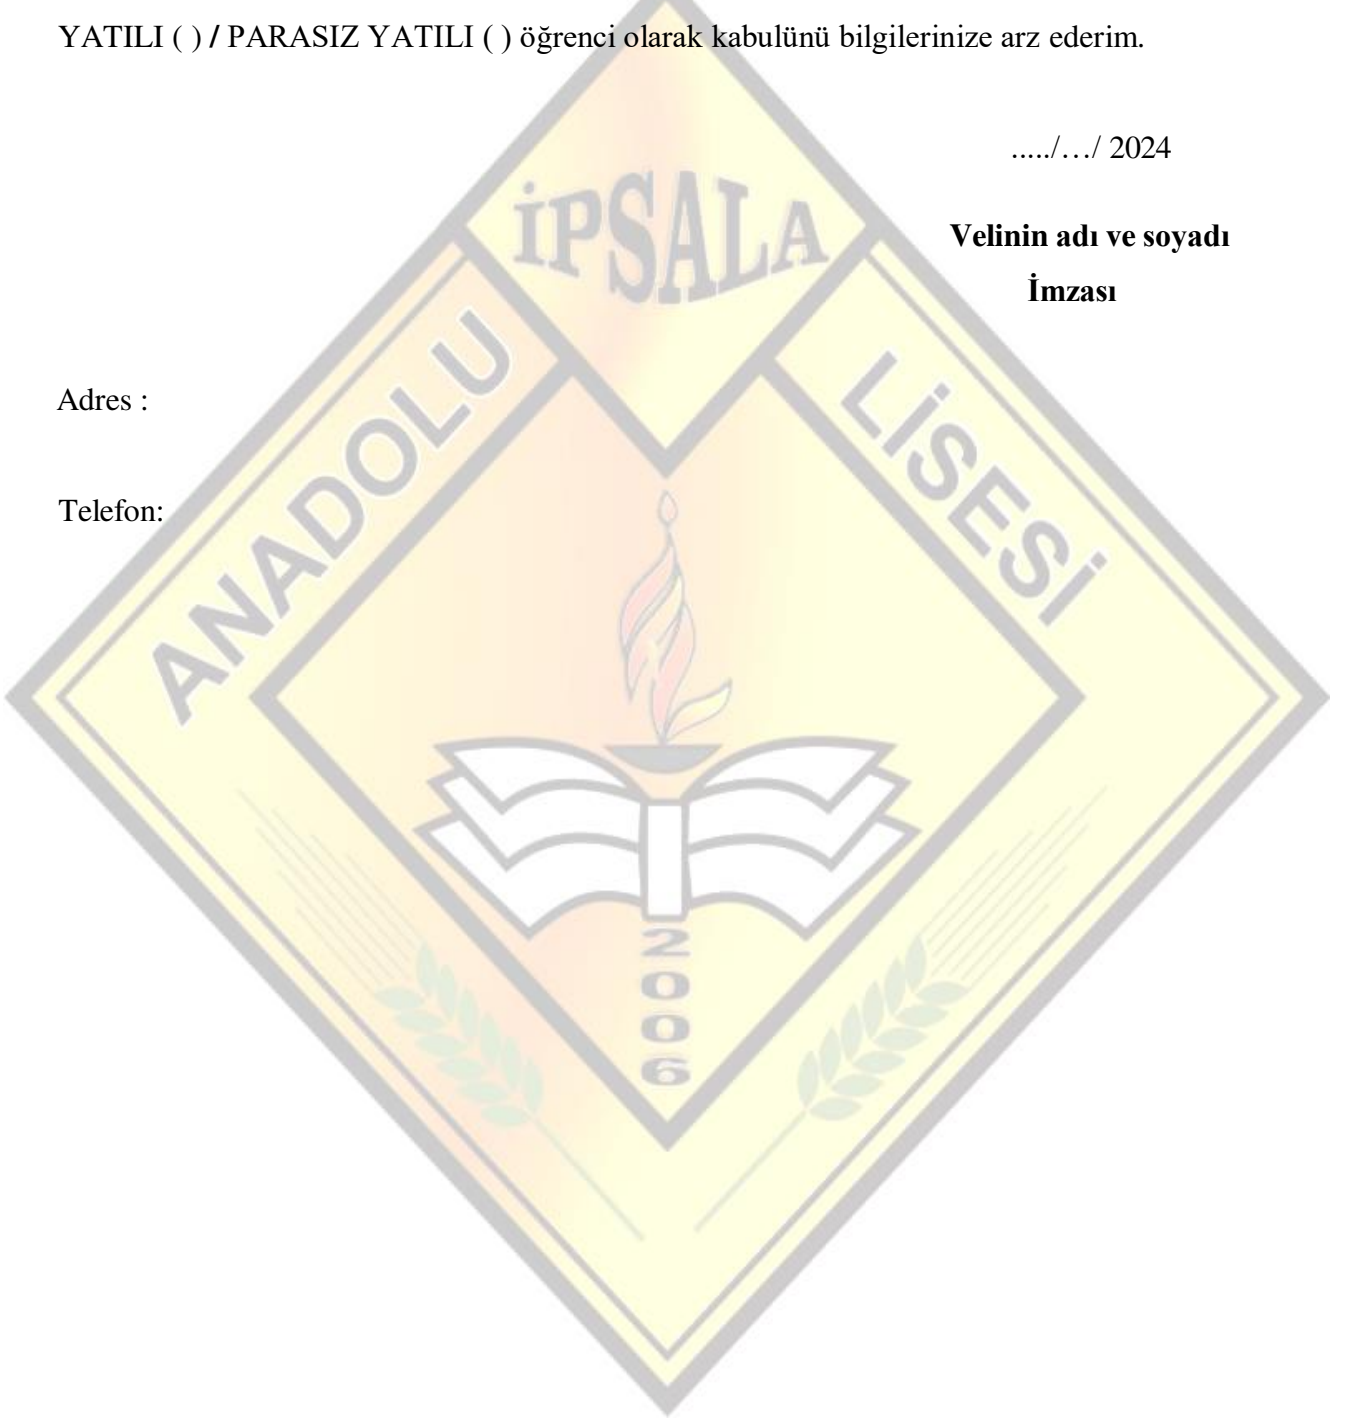 YATILI ( ) / PARASIZ YATILI ( ) öğrenci olarak kabulünü bilgilerinize arz ederim.
...../…/ 2024
Velinin adı ve soyadı
İmzası
Adres :
Telefon:
İPSALA
ANADOLU
LİSESİ
2006